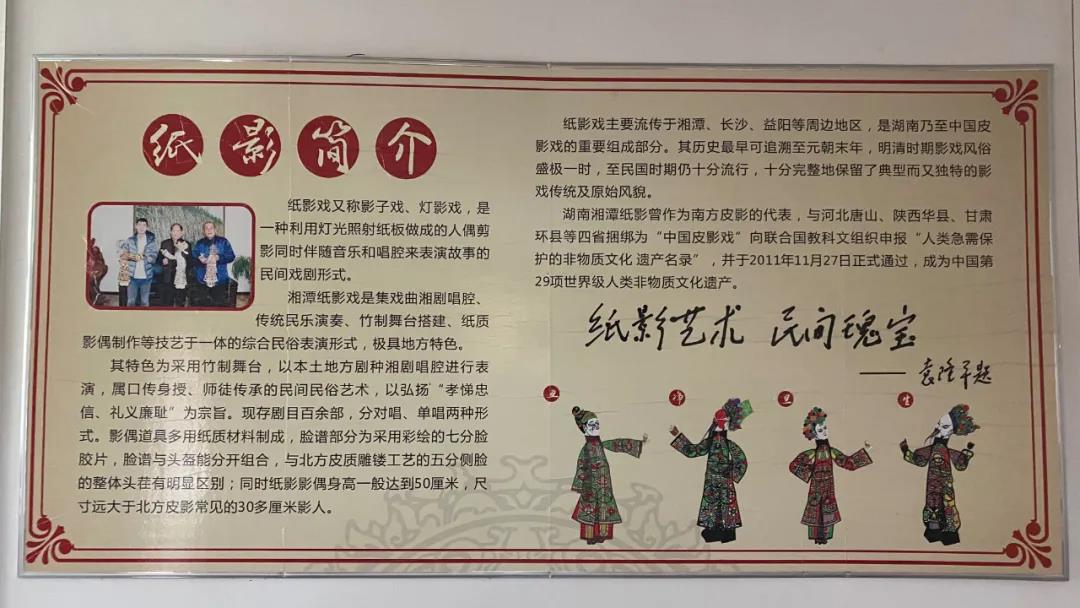 纸影简介
纸影戏又称影子戏、灯影戏，是
一种利用灯光照射纸板做成的人偶剪
影同时伴随音乐和唱腔来表演故事的
民间戏剧形式。
湘潭纸影戏是集戏曲湘剧唱腔、
传统民乐演奏、竹制舞台搭建、纸质
影偶制作等技艺于一体的综合民俗表演形式，极具地方特色。
其特色为采用竹制舞台，以本土地方剧种湘剧唱腔进行表
演，属口传身授、师徒传承的民间民俗艺术，以弘扬“孝悌忠
信、礼义廉耻”为宗旨。现存剧目百余部，分对唱、单唱两种形
式。影偶道具多用纸质材料制成，脸谱部分为采用彩绘的七分脸
胶片，脸谱与头盔能分开组合，与北方皮质雕镂工艺的五分侧脸
的整体头茬有明显区别；同时纸影影偶身高一般达到50厘米，尺
寸远大于北方皮影常见的30多厘米影人。
纸影戏主要流传于湘潭、长沙、益阳等周边地区，是湖南乃至中国皮
影戏的重要组成部分。其历史最早可追溯至元朝末年，明清时期影戏风俗
盛极一时，至民国时期仍十分流行，十分完整地保留了典型而又独特的影
戏传统及原始风貌。
湖南湘潭纸影曾作为南方皮影的代表，与河北唐山、陕西华县、甘肃
环县等四省捆绑为“中国皮影戏”向联合国教科文组织申报“人类急需保
护的非物质文化 遗产名录”，并于2011年11月27日正式通过，成为中国第
29项世界级人类非物质文化遗产。
纸影艺术 民间瑰宝
——袁隆平题
丑 净 旦 生